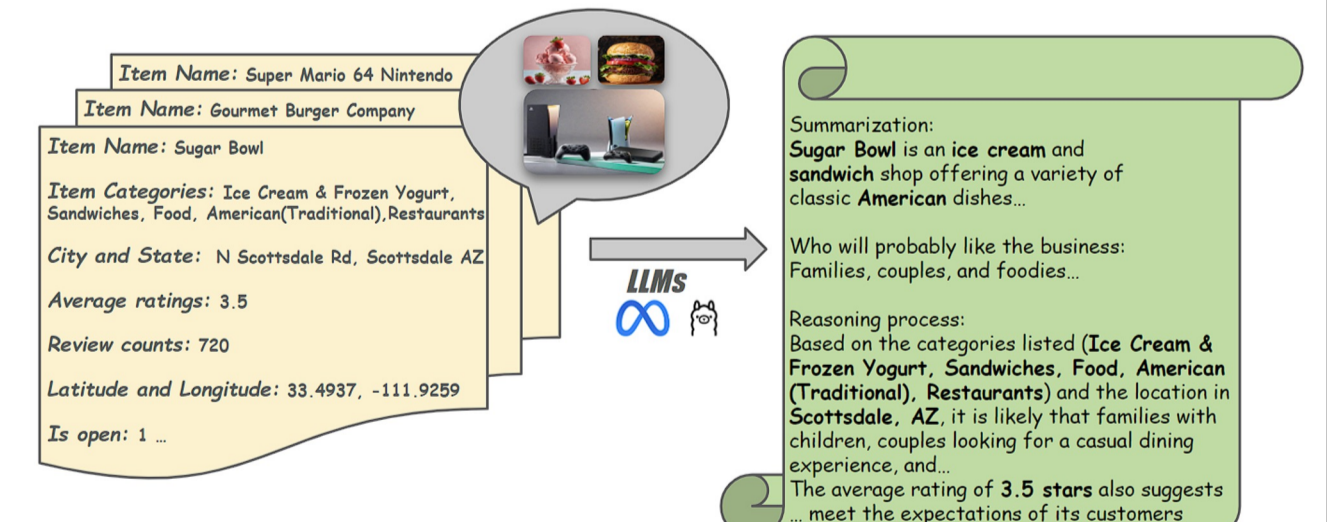 Item Name: Super Mario 64 Nintendo
Item Name: Gourmet Burger Company
Item Name: Sugar Bowl
Item Categories: Ice Cream & Frozen Yogurt,
Sandwiches, Food, American(Traditional),Restaurants
City and State: N Scottsdale Rd, Scottsdale AZ
Average ratings: 3.5
Review counts: 720
Latitude and Longitude: 33.4937, -111.9259
Is open: 1 ...
LLMs
Summarization:
Sugar Bowl is an ice cream and
sandwich shop offering a variety of
classic American dishes...
Who will probably like the business:
Families, couples, and foodies...
Reasoning process:
Based on the categories listed (Ice Cream &
Frozen Yogurt, Sandwiches, Food, American
(Traditional), Restaurants) and the location in
Scottsdale, AZ, it is likely that families with
children, couples looking for a casual dining
experience, and...
The average rating of 3.5 stars also suggests
... meet the expectations of its customers